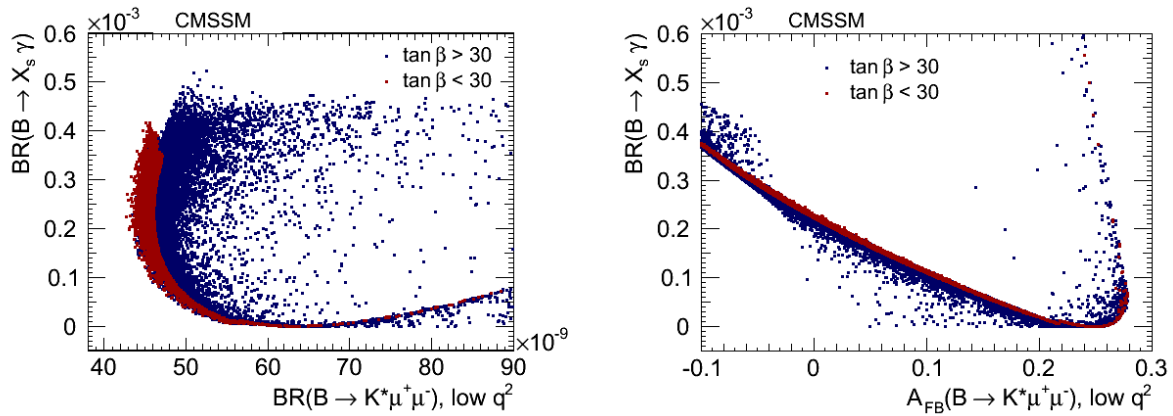 ×10⁻³ CMSSM
BR(B → X_s γ)
0.6
0.5
0.4
0.3
0.2
0.1
0
tan β > 30
tan β < 30
40 50 60 70 80 90
×10⁻⁹
BR(B → K*μ⁺μ⁻), low q²
×10⁻³ CMSSM
BR(B → X_s γ)
0.6
0.5
0.4
0.3
0.2
0.1
0
tan β > 30
tan β < 30
-0.1 0 0.1 0.2 0.3
A_FB(B → K*μ⁺μ⁻), low q²